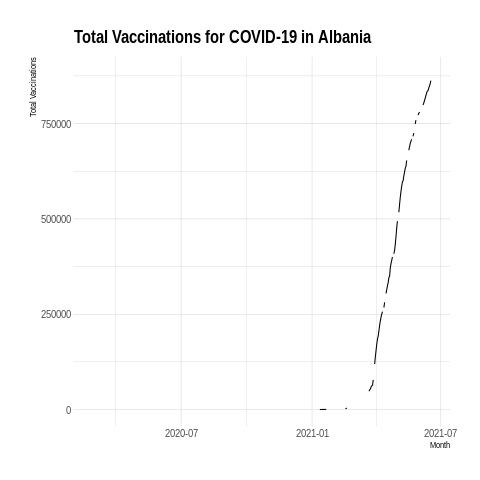 Total Vaccinations for COVID-19 in Albania
Total Vaccinations
750000
500000
250000
0
2020-07
2021-01
2021-07
Month